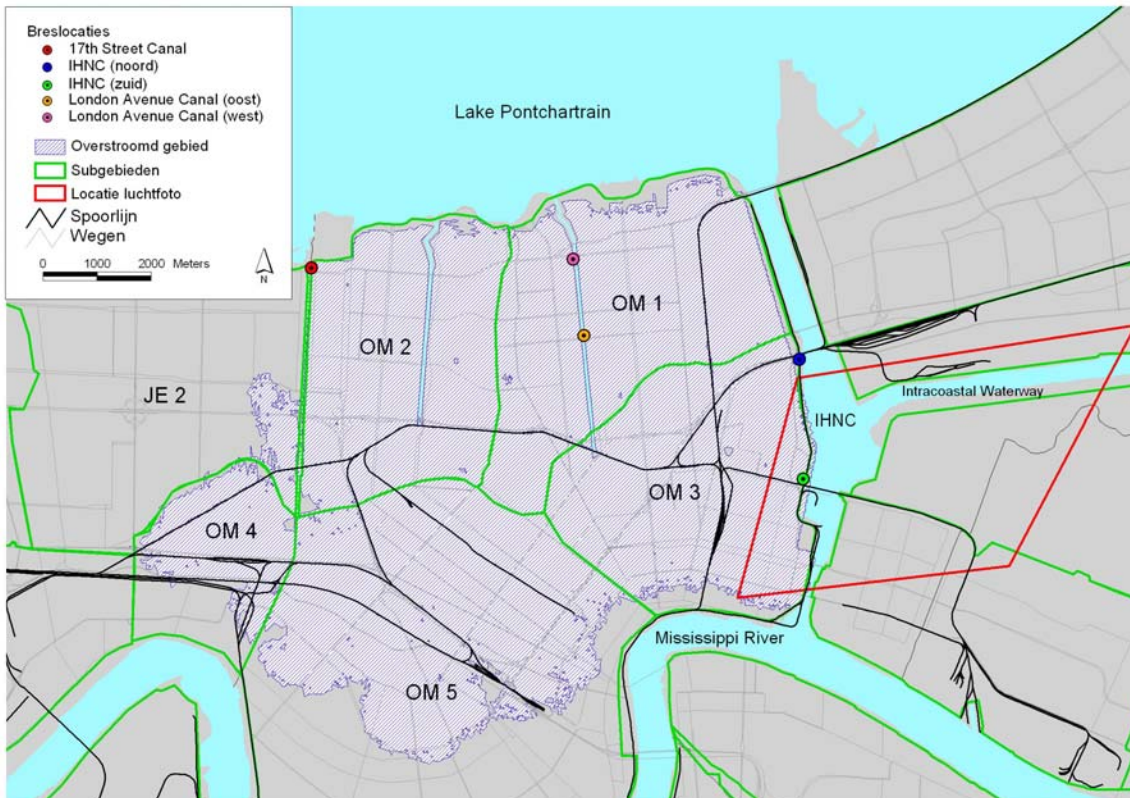 Breslocaties
17th Street Canal
IHNC (noord)
IHNC (zuid)
London Avenue Canal (oost)
London Avenue Canal (west)
Overstroomd gebied
Subgebieden
Locatie luchtfoto
Spoorlijn
Wegen
0 1000 2000 Meters
N
Lake Pontchartrain
OM 1
OM 2
JE 2
Intracoastal Waterway
IHNC
OM 3
OM 4
Mississippi River
OM 5